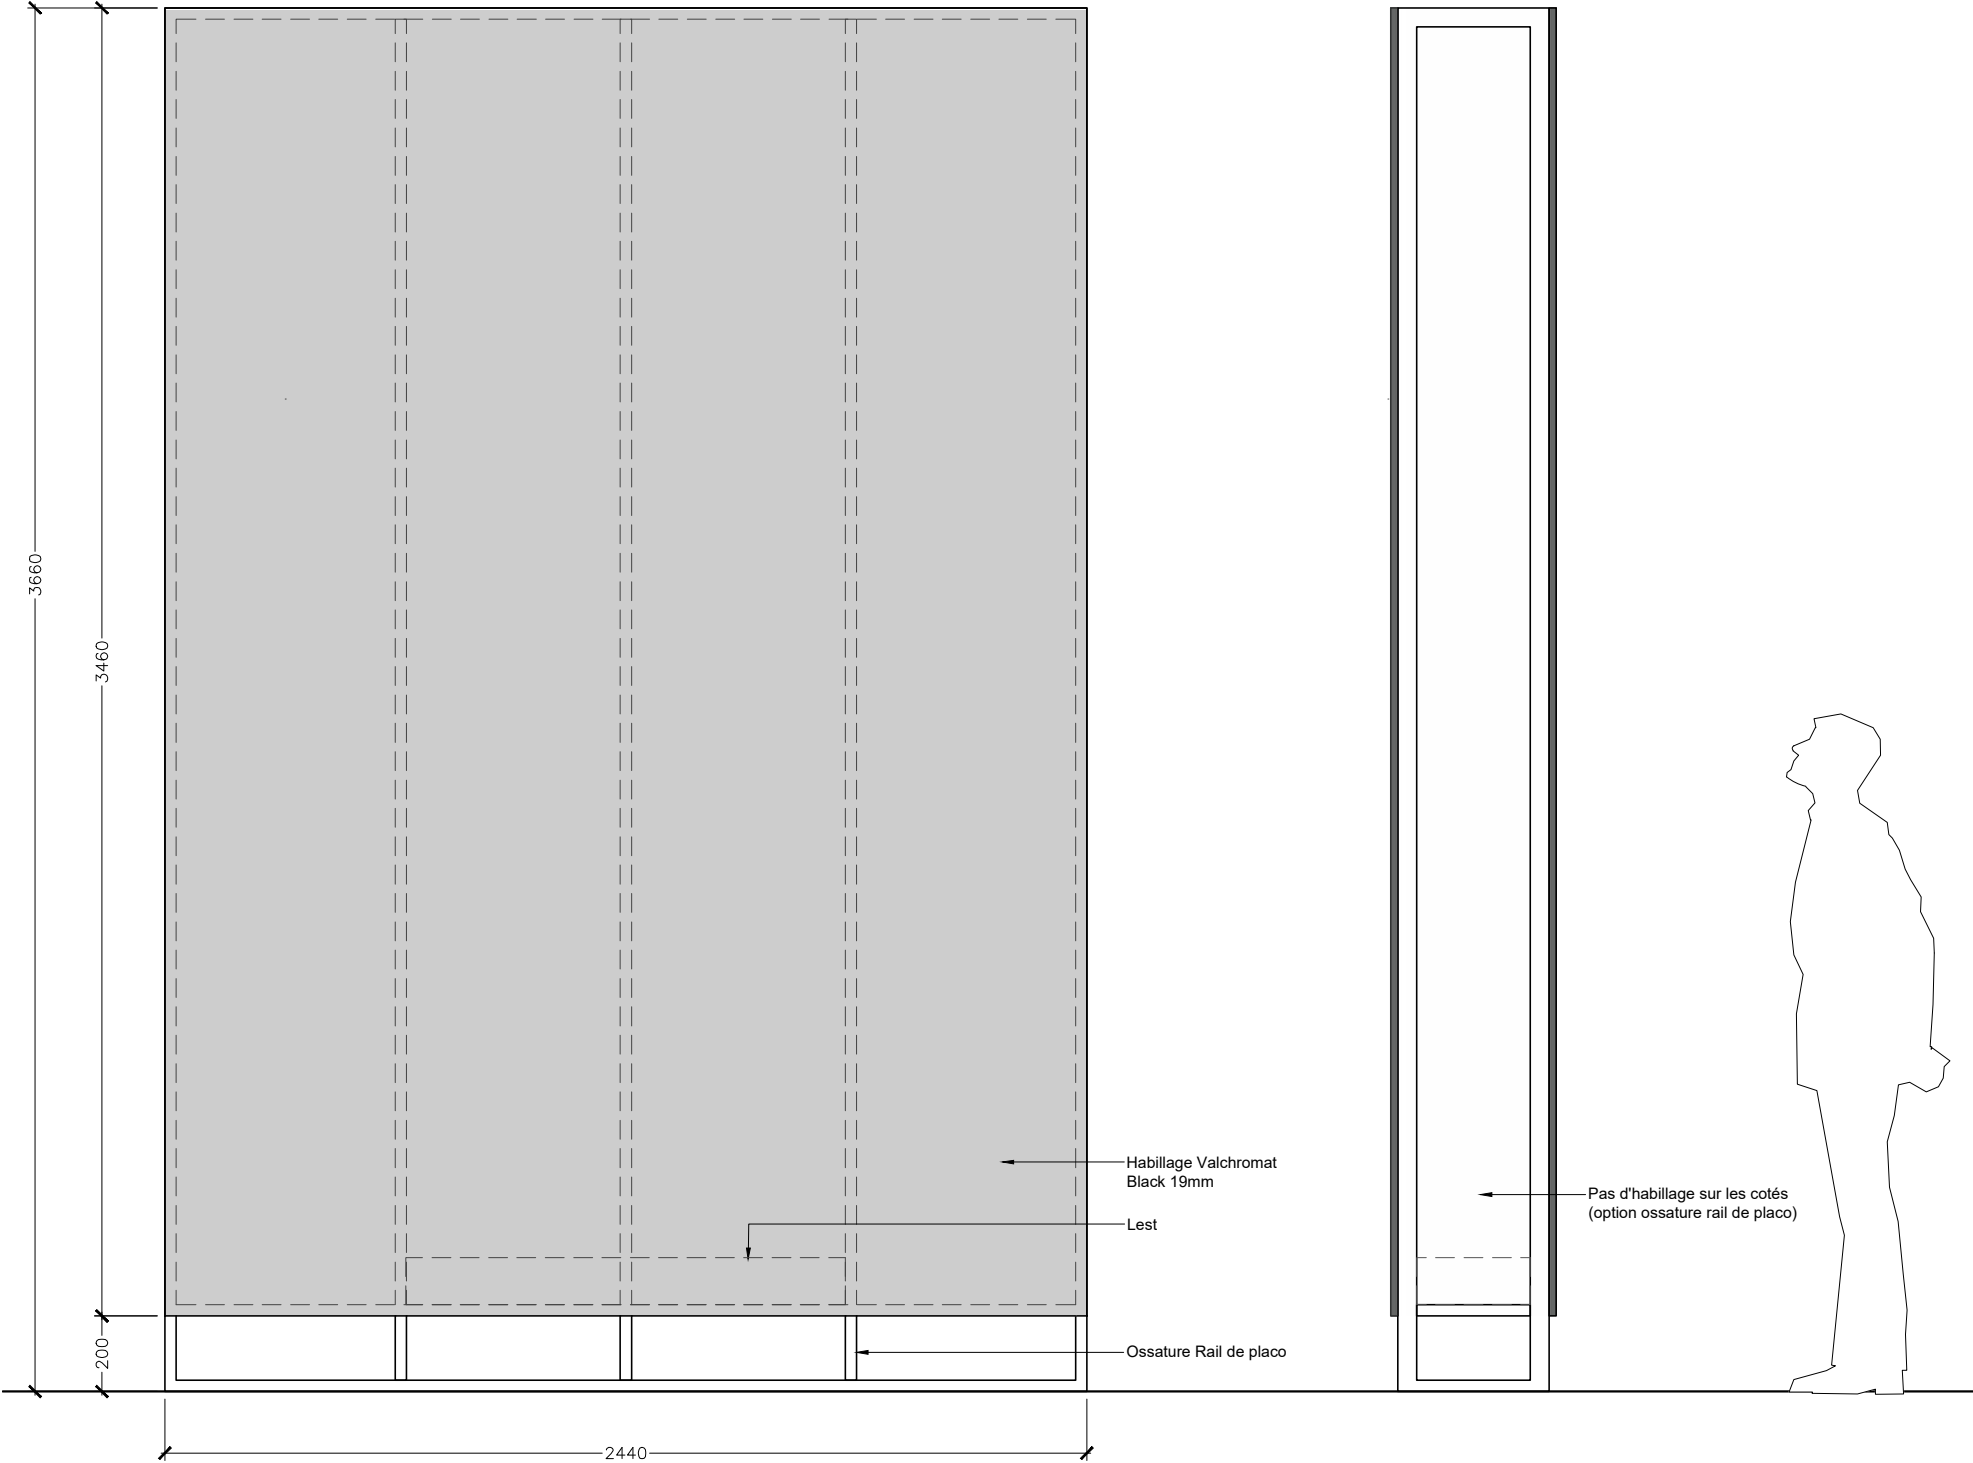 3660
3460
Habillage Valchromat
Black 19mm
Pas d'habillage sur les cotés
(option ossature rail de placo)
Lest
200
Ossature Rail de placo
2440